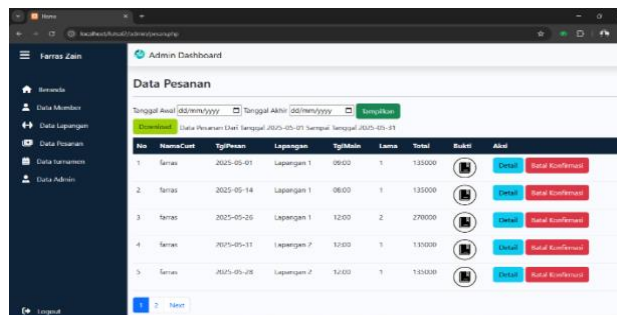 Home
localhost/futsal2/admin/pesanan.php
Farras Zain
Admin Dashboard
Beranda
Data Member
Data Lapangan
Data Pesanan
Data turnamen
Data Admin
Logout
Data Pesanan
Tanggal Awal dd/mm/yyyy Tanggal Akhir dd/mm/yyyy Tampilkan
Download Data Pesanan Dari Tanggal 2025-05-01 Sampai Tanggal 2025-05-31
No NamaCust TglPesan Lapangan TglMain Lama Total Bukti Aksi
1 farras 2025-05-01 Lapangan 1 09:00 1 135000 Detail Batal Konfirmasi
2 farras 2025-05-14 Lapangan 1 08:00 1 135000 Detail Batal Konfirmasi
3 farras 2025-05-26 Lapangan 1 12:00 2 270000 Detail Batal Konfirmasi
4 farras 2025-05-31 Lapangan 2 12:00 1 135000 Detail Batal Konfirmasi
5 farras 2025-05-28 Lapangan 2 12:00 1 135000 Detail Batal Konfirmasi
1 2 Next